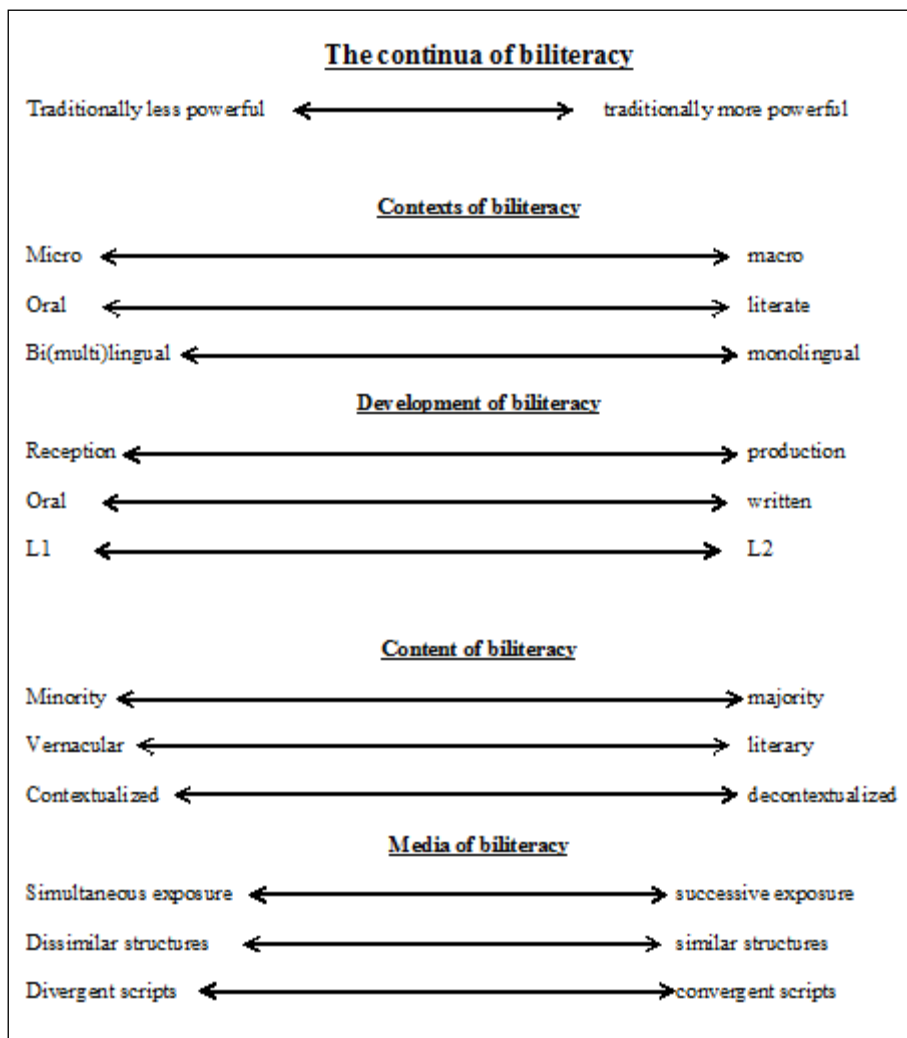 The continua of biliteracy
Traditionally less powerful traditionally more powerful
Contexts of biliteracy
Micro macro
Oral literate
Bi(multi)lingual monolingual
Development of biliteracy
Reception production
Oral written
L1 L2
Content of biliteracy
Minority majority
Vernacular literary
Contextualized decontextualized
Media of biliteracy
Simultaneous exposure successive exposure
Dissimilar structures similar structures
Divergent scripts convergent scripts